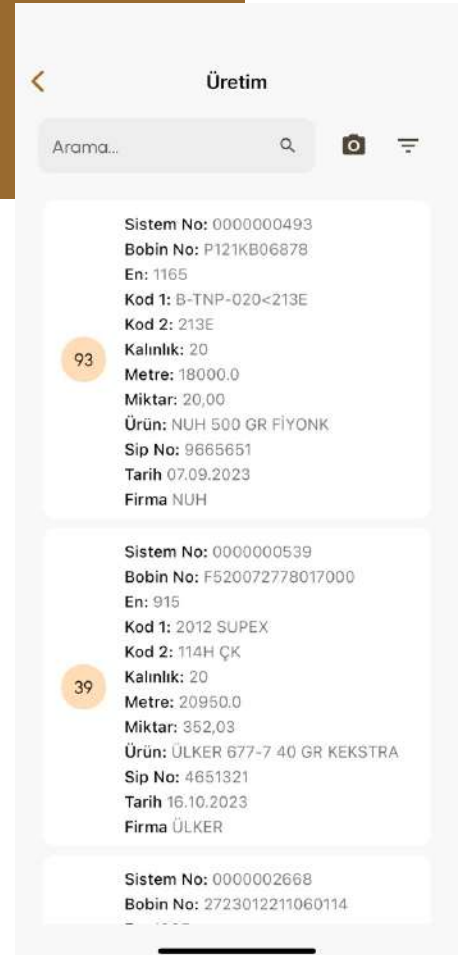 Üretim
Arama...
Sistem No: 0000000493
Bobin No: P121KB06878
En: 1165
Kod 1: B-TNP-020<213E
Kod 2: 213E
93
Kalınlık: 20
Metre: 18000.0
Miktar: 20,00
Ürün: NUH 500 GR FİYONK
Sip No: 9665651
Tarih 07.09.2023
Firma NUH
Sistem No: 0000000539
Bobin No: F520072778017000
En: 915
Kod 1: 2012 SUPEX
Kod 2: 114H ÇK
39
Kalınlık: 20
Metre: 20950.0
Miktar: 352,03
Ürün: ÜLKER 677-7 40 GR KEKSTRA
Sip No: 4651321
Tarih 16.10.2023
Firma ÜLKER
Sistem No: 0000002668
Bobin No: 2723012211060114